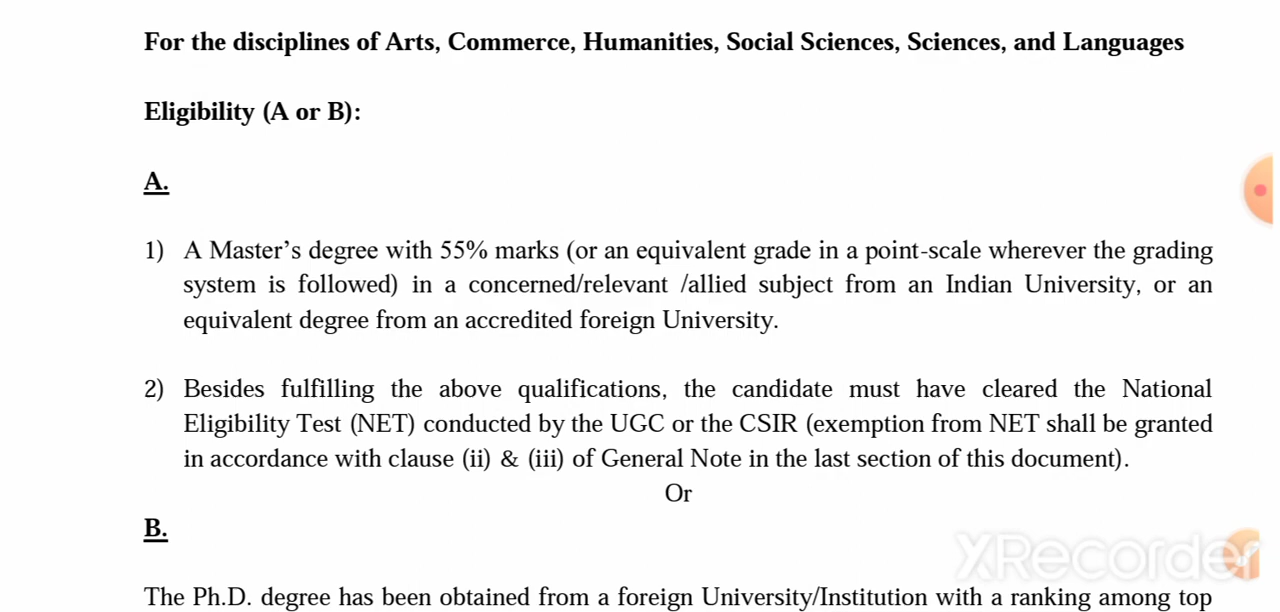 For the disciplines of Arts, Commerce, Humanities, Social Sciences, Sciences, and Languages
Eligibility (A or B):
A.
1) A Master’s degree with 55% marks (or an equivalent grade in a point-scale wherever the grading
system is followed) in a concerned/relevant /allied subject from an Indian University, or an
equivalent degree from an accredited foreign University.
2) Besides fulfilling the above qualifications, the candidate must have cleared the National
Eligibility Test (NET) conducted by the UGC or the CSIR (exemption from NET shall be granted
in accordance with clause (ii) & (iii) of General Note in the last section of this document).
Or
B.
XRecorder
The Ph.D. degree has been obtained from a foreign University/Institution with a ranking among top